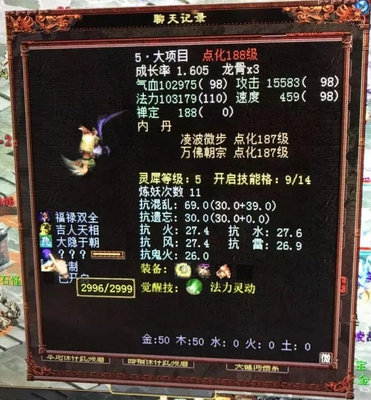 聊天记录
5·大项目 点化188级
成长率 1.605 龙骨x3
气血102975( 98) 攻击 15583( 98)
法力103179(110) 速度 459( 98)
禅定 188( 0)
内 丹
凌波微步 点化187级
万佛朝宗 点化187级
灵犀等级: 5 开启技能格: 9/14
炼妖次数 11
抗混乱: 69.0(30.0+39.0)
抗遗忘: 30.0(30.0+0.0)
抗 火: 27.4 抗 水: 27.6
抗 风: 27.4 抗 雷: 26.9
抗鬼火: 26.0
福禄双全
吉人天相
大隐于朝
? ? ?
装备:
2996/2999
觉醒技: 法力灵动
金:50 木:50 水: 0 火: 0 土: 0
微